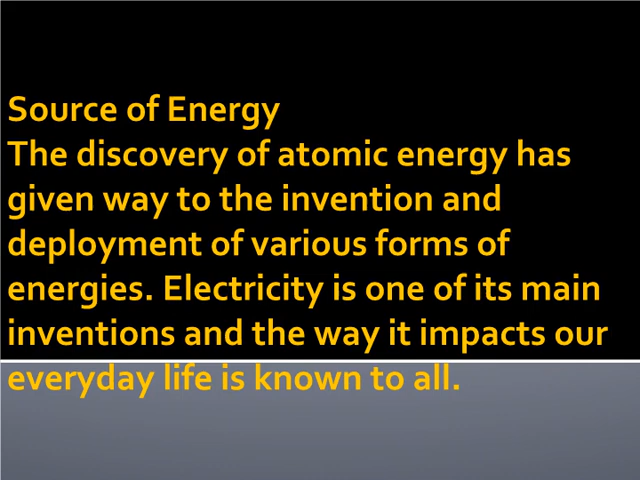 Source of Energy
The discovery of atomic energy has
given way to the invention and
deployment of various forms of
energies. Electricity is one of its main
inventions and the way it impacts our
everyday life is known to all.